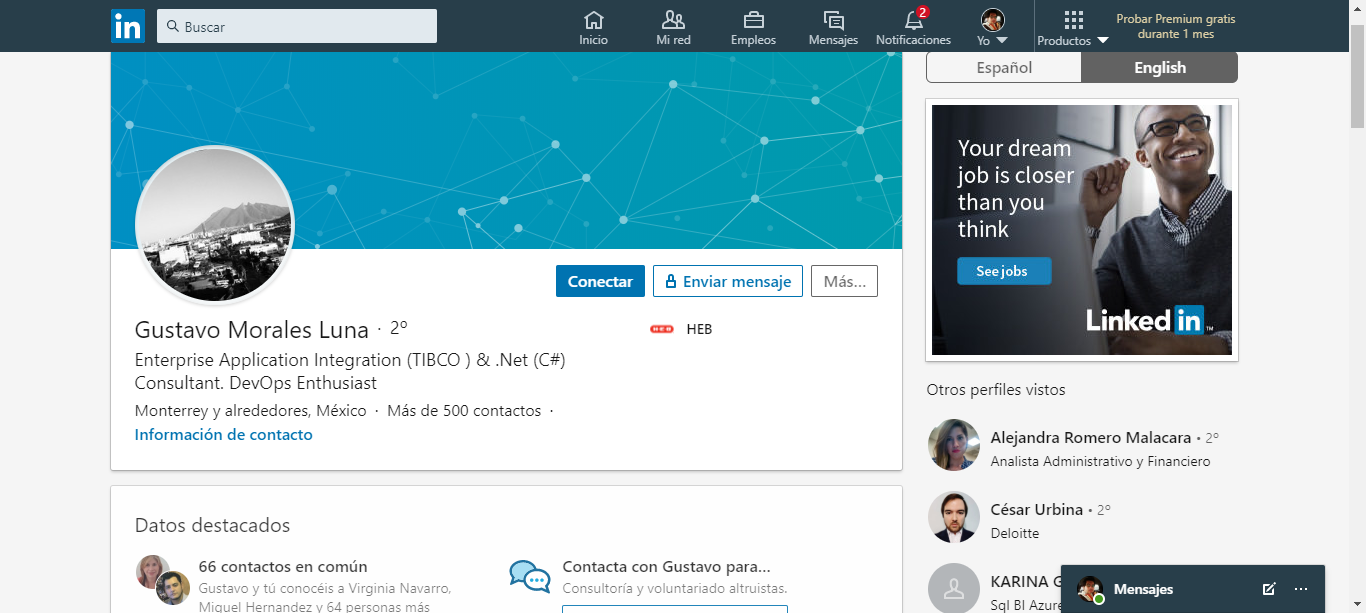 in
Buscar
Inicio
Mi red
Empleos
Mensajes
2
Notificaciones
Yo
Productos
Probar Premium gratis
durante 1 mes
Español
English
Your dream
job is closer
than you
think
See jobs
Linked in ™
Conectar
Enviar mensaje
Más...
Gustavo Morales Luna · 2º
HEB
HEB
Enterprise Application Integration (TIBCO ) & .Net (C#)
Consultant. DevOps Enthusiast
Monterrey y alrededores, México · Más de 500 contactos ·
Información de contacto
Otros perfiles vistos
Alejandra Romero Malacara • 2º
Analista Administrativo y Financiero
César Urbina • 2º
Deloitte
KARINA
Sql BI Azure
Datos destacados
66 contactos en común
Gustavo y tú conocéis a Virginia Navarro,
Miguel Hernandez y 64 personas más
Contacta con Gustavo para...
Consultoría y voluntariado altruistas.
Mensajes